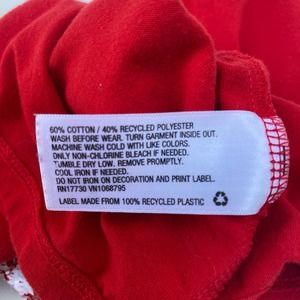 60% COTTON / 40% RECYCLED POLYESTER
WASH BEFORE WEAR. TURN GARMENT INSIDE OUT.
MACHINE WASH COLD WITH LIKE COLORS.
ONLY NON-CHLORINE BLEACH IF NEEDED.
TUMBLE DRY LOW. REMOVE PROMPTLY.
COOL IRON IF NEEDED.
DO NOT IRON ON DECORATION AND PRINT LABEL.
RN17730 VN1068795
LABEL MADE FROM 100% RECYCLED PLASTIC